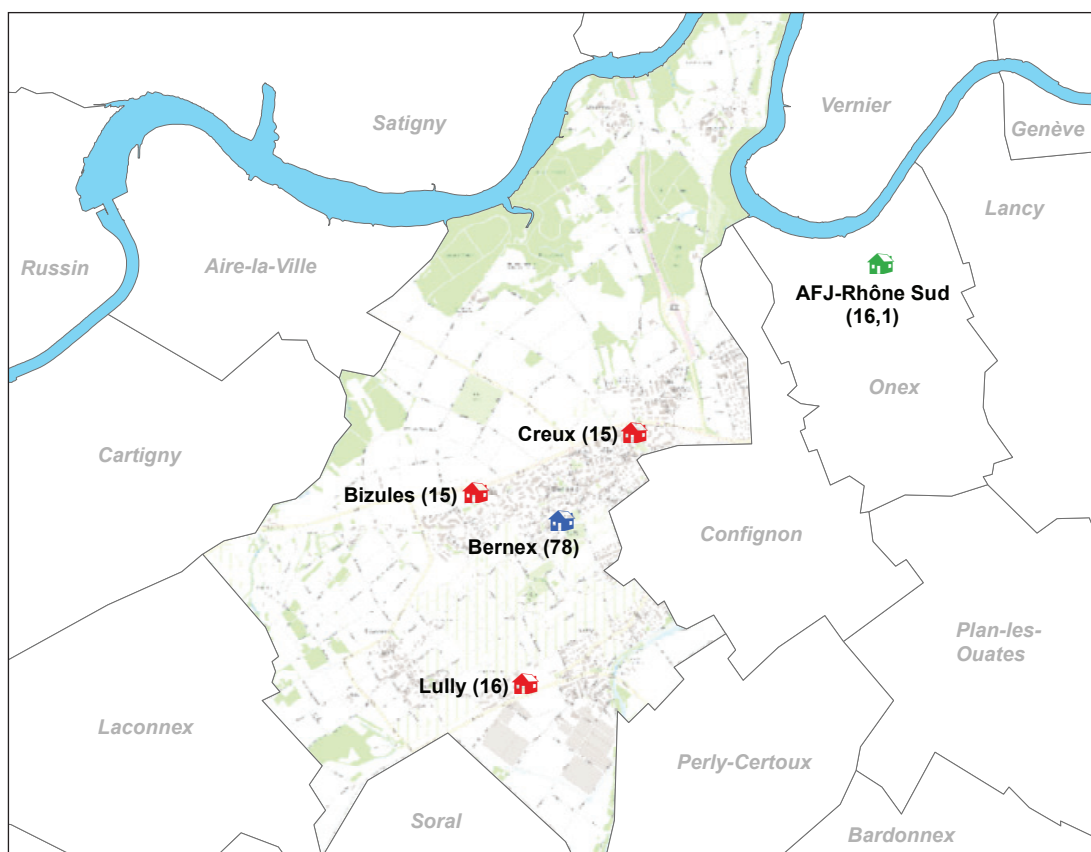 Satigny
Vernier
Genève
Lancy
Russin
Aire-la-Ville
AFJ-Rhône Sud
(16,1)
Onex
Creux (15)
Cartigny
Bizules (15)
Confignon
Bernex (78)
Plan-les-
Ouates
Lully (16)
Laconnex
Perly-Certoux
Soral
Bardonnex